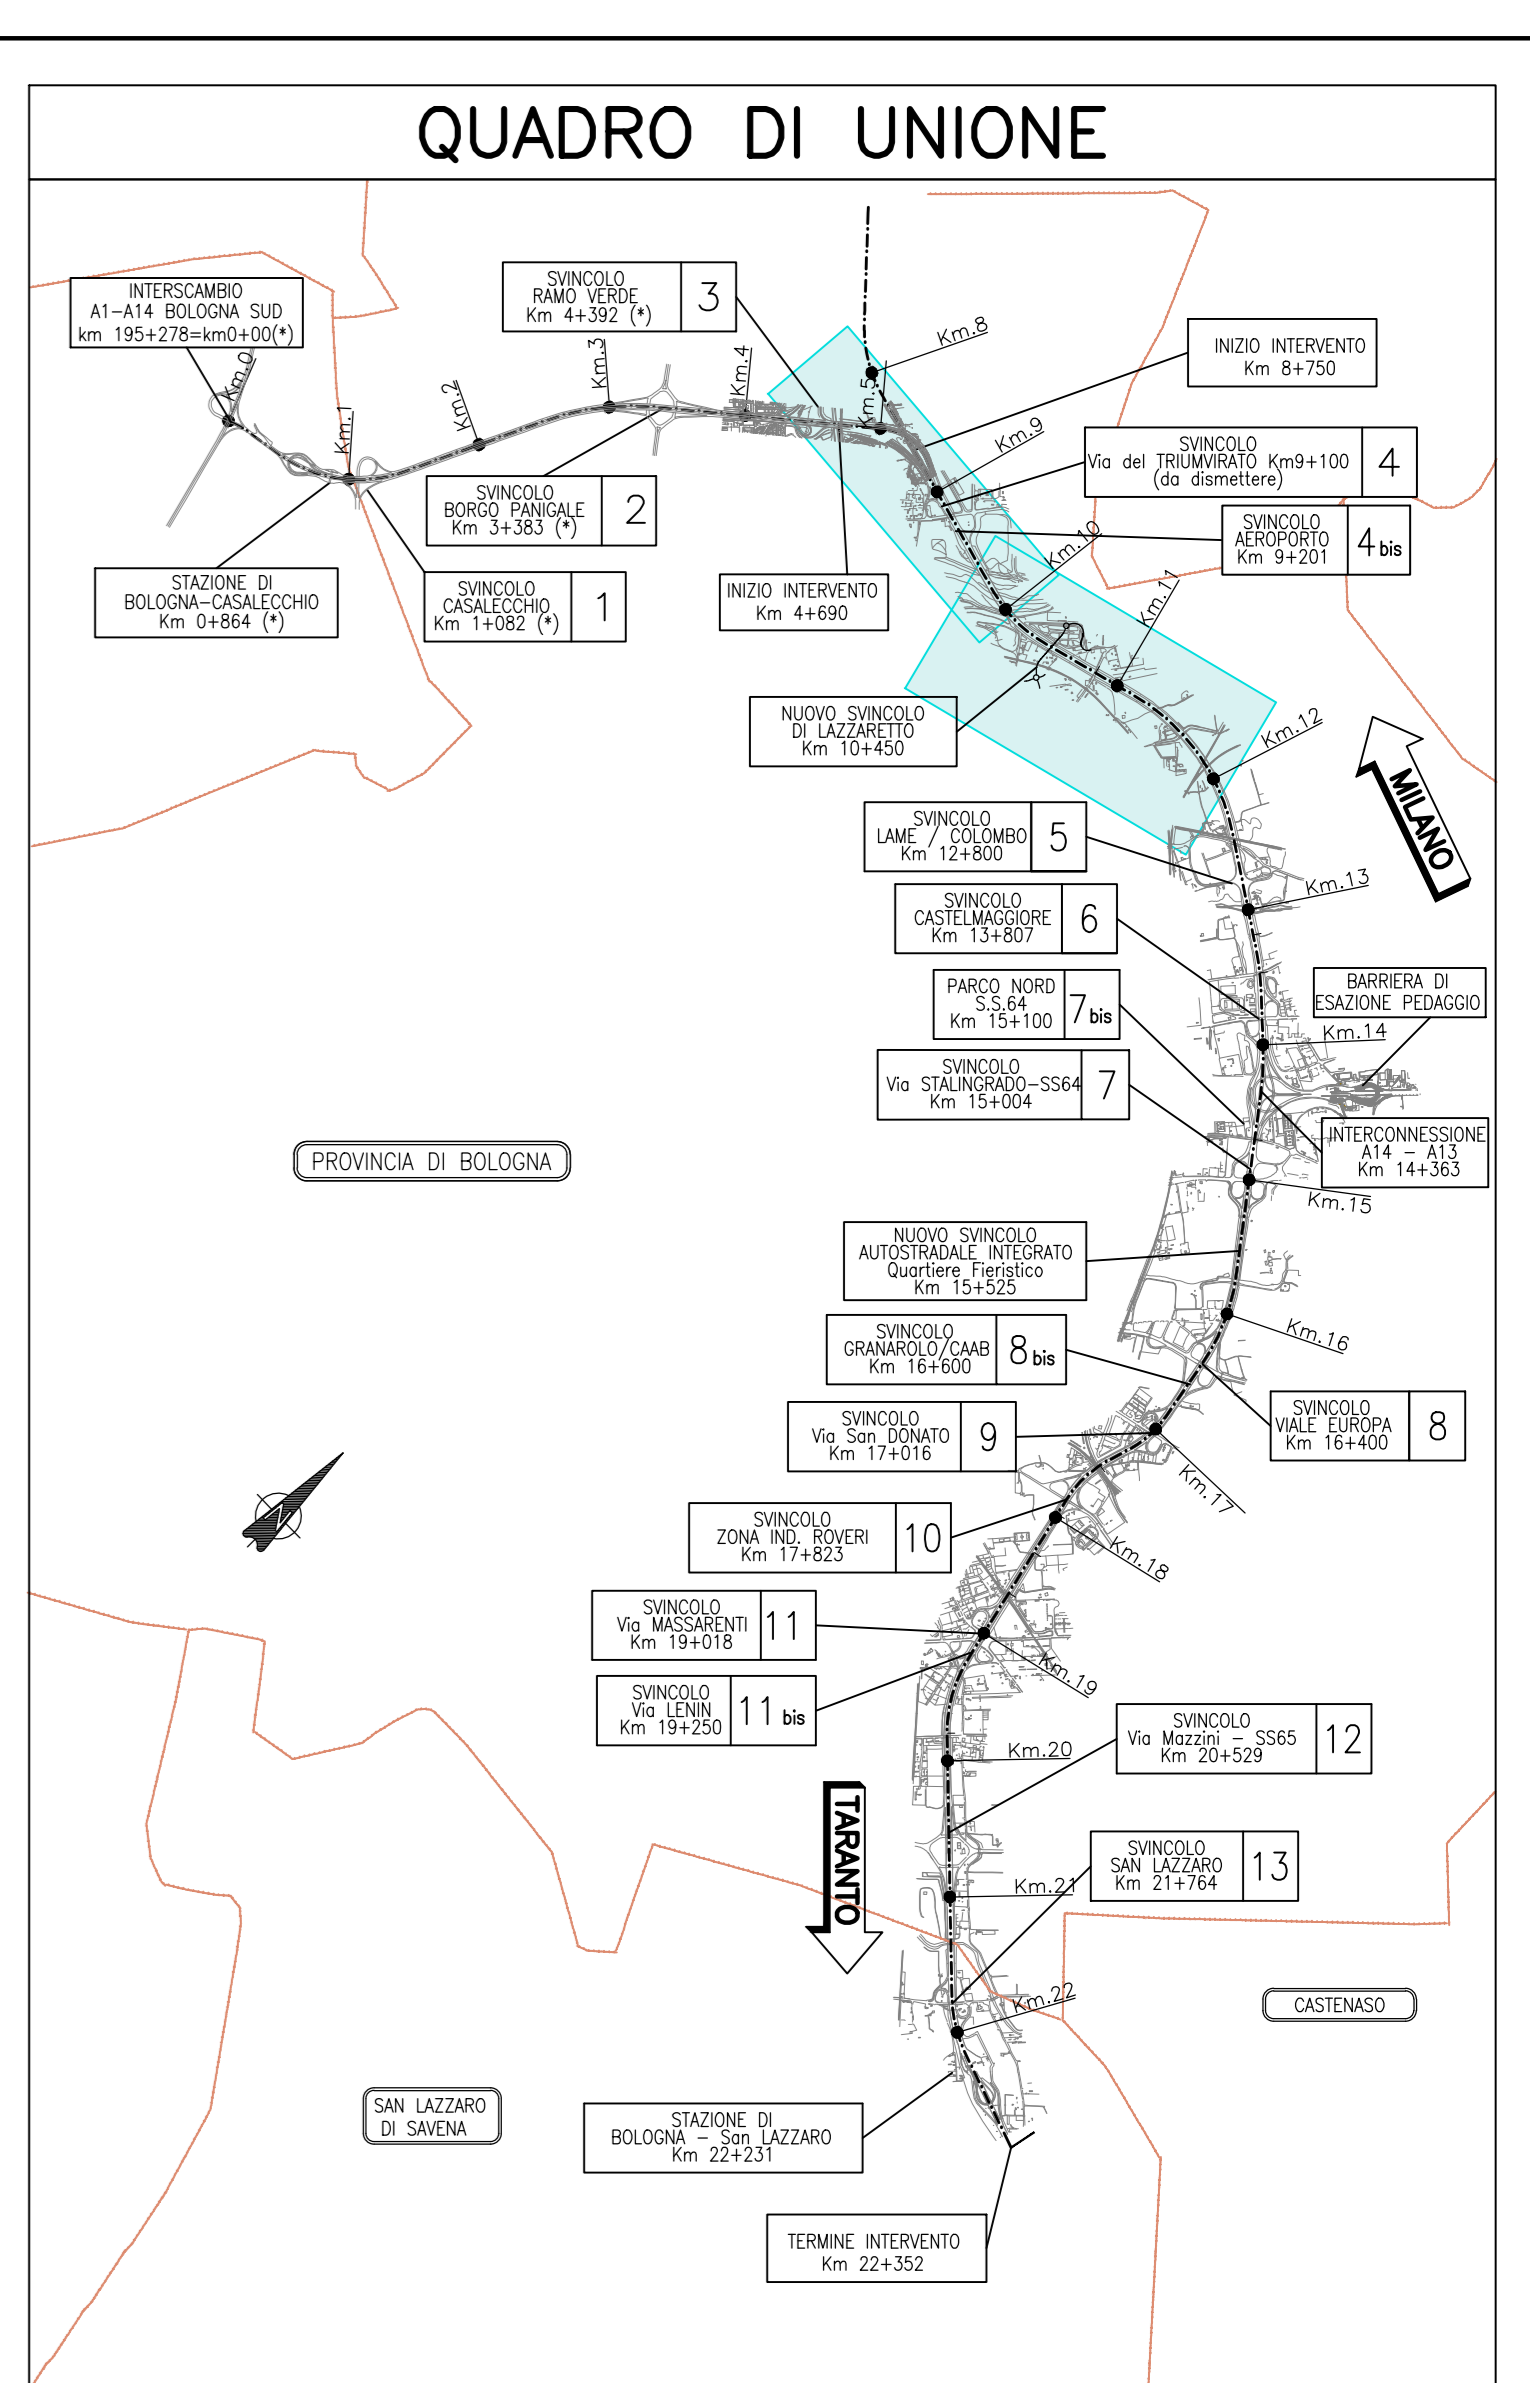 QUADRO DI UNIONE
INTERSCAMBIO
A1-A14 BOLOGNA SUD
km 195+278=km0+00(*)
SVINCOLO
RAMO VERDE
Km 4+392 (*)
3
Km.0
Km.1
Km.2
Km.3
Km.4
Km.5
Km.8
INIZIO INTERVENTO
Km 8+750
Km.9
SVINCOLO
Via del TRIUMVIRATO Km9+100
(da dismettere)
4
SVINCOLO
BORGO PANIGALE
Km 3+383 (*)
2
SVINCOLO
AEROPORTO
Km 9+201
4 bis
Km.10
STAZIONE DI
BOLOGNA-CASALECCHIO
Km 0+864 (*)
SVINCOLO
CASALECCHIO
Km 1+082 (*)
1
INIZIO INTERVENTO
Km 4+690
Km.11
NUOVO SVINCOLO
DI LAZZARETTO
Km 10+450
Km.12
MILANO
SVINCOLO
LAME / COLOMBO
Km 12+800
5
Km.13
SVINCOLO
CASTELMAGGIORE
Km 13+807
6
PARCO NORD
S.S.64
Km 15+100
7 bis
BARRIERA DI
ESAZIONE PEDAGGIO
Km.14
SVINCOLO
Via STALINGRADO-SS64
Km 15+004
7
INTERCONNESSIONE
A14 - A13
Km 14+363
PROVINCIA DI BOLOGNA
Km.15
NUOVO SVINCOLO
AUTOSTRADALE INTEGRATO
Quartiere Fieristico
Km 15+525
Km.16
SVINCOLO
GRANAROLO/CAAB
Km 16+600
8 bis
SVINCOLO
VIALE EUROPA
Km 16+400
8
SVINCOLO
Via San DONATO
Km 17+016
9
Km.17
N
SVINCOLO
ZONA IND. ROVERI
Km 17+823
10
Km.18
SVINCOLO
Via MASSARENTI
Km 19+018
11
Km.19
SVINCOLO
Via LENIN
Km 19+250
11 bis
SVINCOLO
Via Mazzini - SS65
Km 20+529
12
Km.20
TARANTO
SVINCOLO
SAN LAZZARO
Km 21+764
13
Km.21
Km.22
CASTENASO
SAN LAZZARO
DI SAVENA
STAZIONE DI
BOLOGNA - San LAZZARO
Km 22+231
TERMINE INTERVENTO
Km 22+352